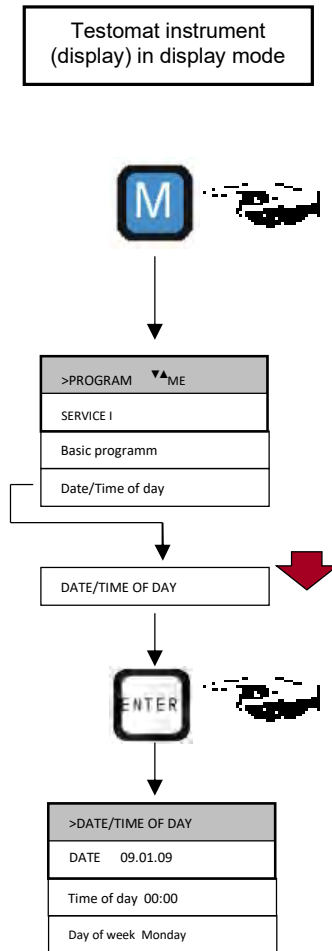 Testomat instrument
(display) in display mode
M
>PROGRAM ▼▲ME
SERVICE I
Basic programm
Date/Time of day
DATE/TIME OF DAY
ENTER
>DATE/TIME OF DAY
DATE 09.01.09
Time of day 00:00
Day of week Monday